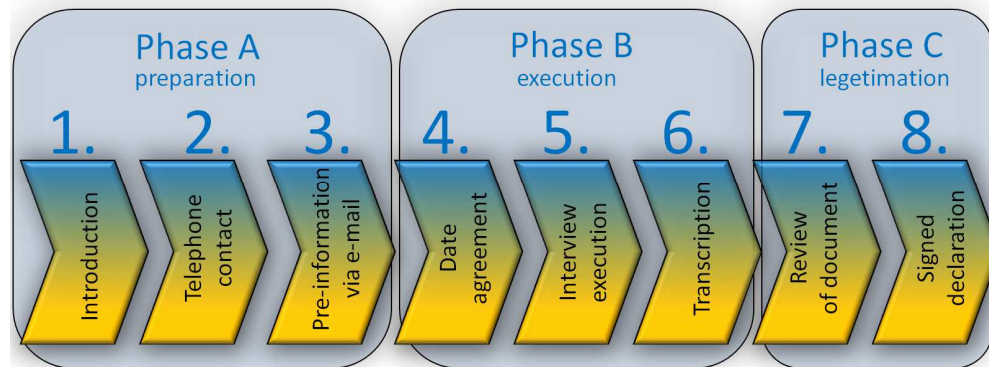 Phase A
preparation
Phase B
execution
Phase C
legetimation
1.
2.
3.
4.
5.
6.
7.
8.
Introduction
Telephone
contact
Pre-information
via e-mail
Date
agreement
Interview
execution
Transcription
Review
of document
Signed
declaration